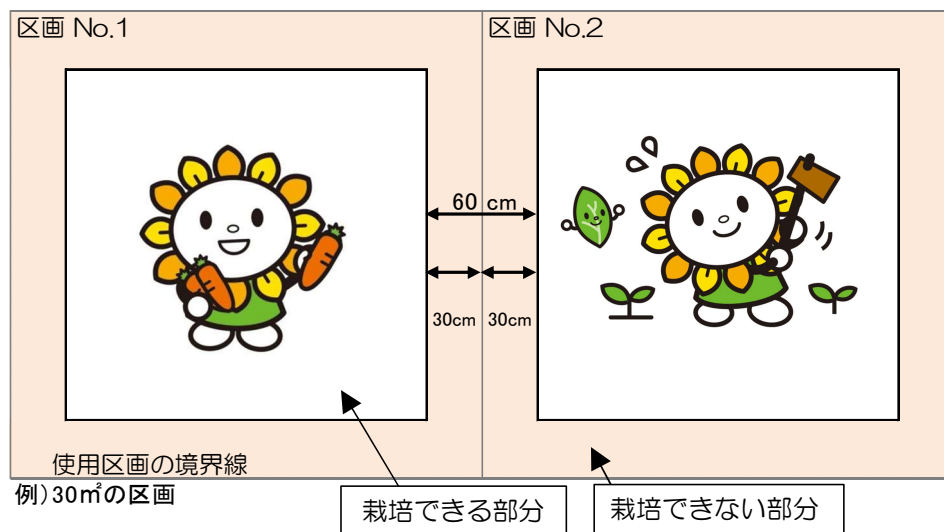 区画 No.1
区画 No.2
60 cm
30cm
30cm
使用区画の境界線
例)30㎡の区画
栽培できる部分
栽培できない部分